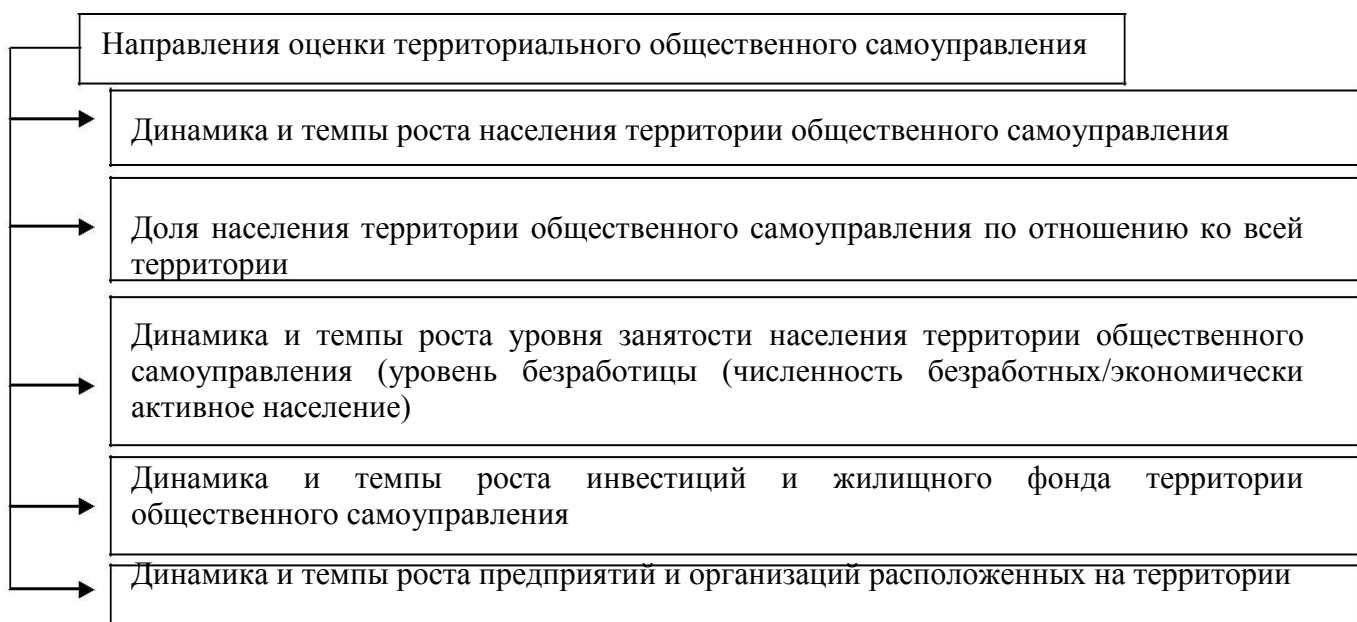 Направления оценки территориального общественного самоуправления
Динамика и темпы роста населения территории общественного самоуправления
Доля населения территории общественного самоуправления по отношению ко всей
территории
Динамика и темпы роста уровня занятости населения территории общественного
самоуправления (уровень безработицы (численность безработных/экономически
активное население)
Динамика и темпы роста инвестиций и жилищного фонда территории
общественного самоуправления
Динамика и темпы роста предприятий и организаций расположенных на территории